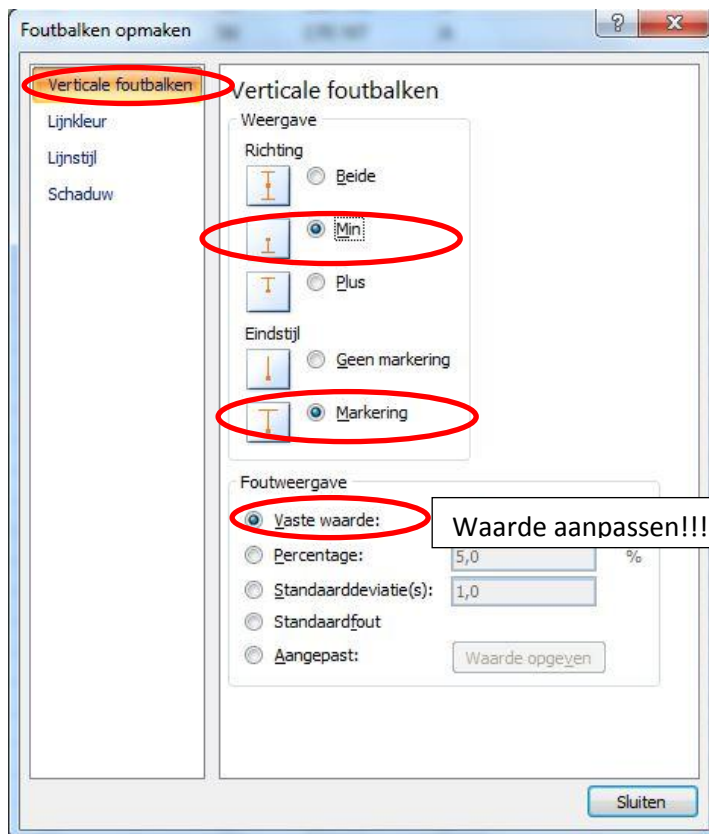 Foutbalken opmaken
Verticale foutbalken
Lijnkleur
Lijnstijl
Schaduw
Verticale foutbalken
Weergave
Richting
Beide
Min
Plus
Eindstijl
Geen markering
Markering
Foutweergave
Vaste waarde:
Waarde aanpassen!!!
Percentage: 5,0 %
Standaarddeviatie(s): 1,0
Standaardfout
Aangepast: Waarde opgeven
Sluiten